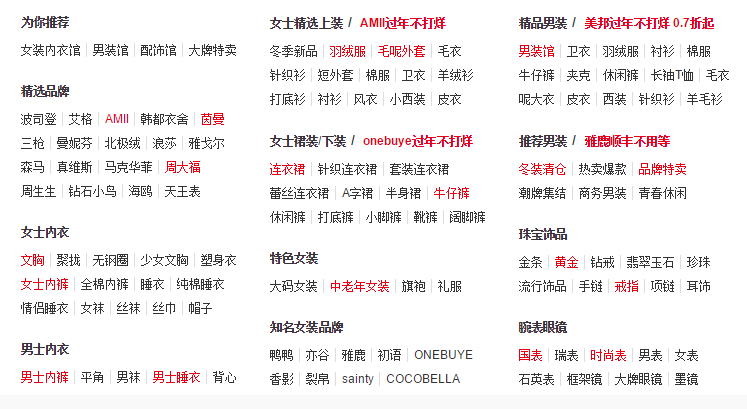 为你推荐
女装内衣馆 男装馆 配饰馆 大牌特卖
精选品牌
波司登 艾格 AMII 韩都衣舍 茵曼
三枪 曼妮芬 北极绒 浪莎 雅戈尔
森马 真维斯 马克华菲 周大福
周生生 钻石小鸟 海鸥 天王表
女士内衣
文胸 聚拢 无钢圈 少女文胸 塑身衣
女士内裤 全棉内裤 睡衣 纯棉睡衣
情侣睡衣 女袜 丝袜 丝巾 帽子
男士内衣
男士内裤 平角 男袜 男士睡衣 背心
女士精选上装 / AMII过年不打烊
冬季新品 羽绒服 毛呢外套 毛衣
针织衫 短外套 棉服 卫衣 羊绒衫
打底衫 衬衫 风衣 小西装 皮衣
女士裙装/下装 / onebuye过年不打烊
连衣裙 针织连衣裙 套装连衣裙
蕾丝连衣裙 A字裙 半身裙 牛仔裤
休闲裤 打底裤 小脚裤 靴裤 阔脚裤
特色女装
大码女装 中老年女装 旗袍 礼服
知名女装品牌
鸭鸭 亦谷 雅鹿 初语 ONEBUYE
香影 裂帛 sainty COCOBELLA
精品男装 / 美邦过年不打烊 0.7折起
男装馆 卫衣 羽绒服 衬衫 棉服
牛仔裤 夹克 休闲裤 长袖T恤 毛衣
呢大衣 皮衣 西装 针织衫 羊毛衫
推荐男装 / 雅鹿顺丰不用等
冬装清仓 热卖爆款 品牌特卖
潮牌集结 商务男装 青春休闲
珠宝饰品
金条 黄金 钻戒 翡翠玉石 珍珠
流行饰品 手链 戒指 项链 耳饰
腕表眼镜
国表 瑞表 时尚表 男表 女表
石英表 框架镜 大牌眼镜 墨镜